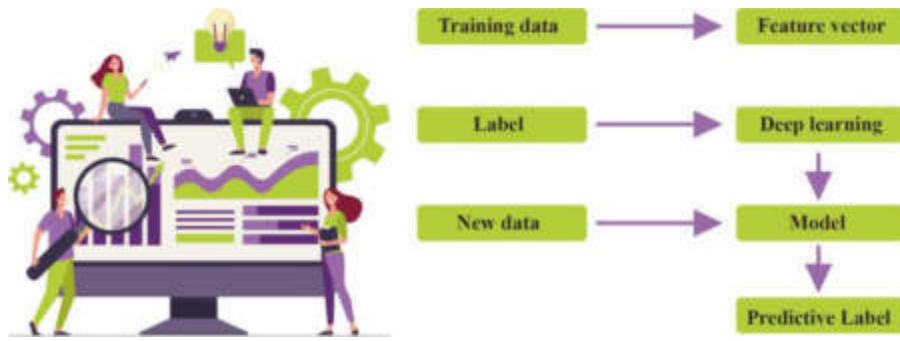 Training data
Feature vector
Label
Deep learning
New data
Model
Predictive Label